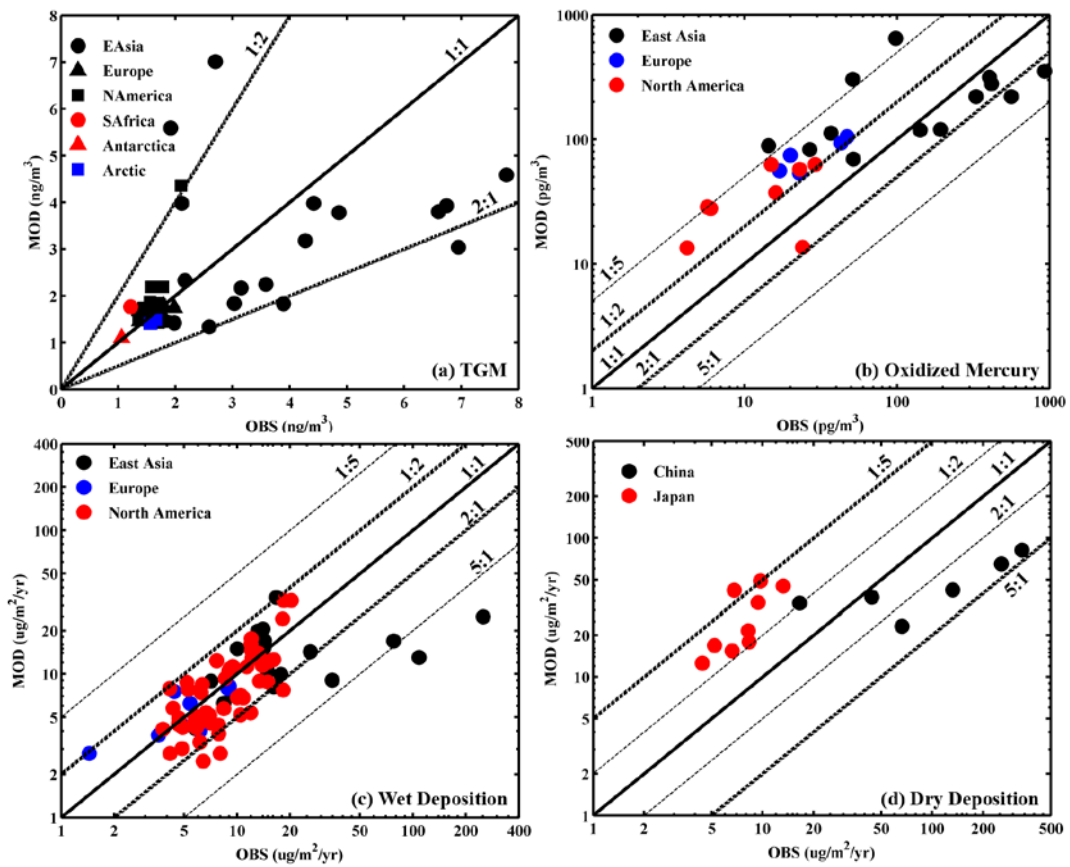 8
7
6
5
4
3
2
1
0
MOD (ng/m³)
EAsia
Europe
NAmerica
SAfrica
Antarctica
Arctic
1:2
1:1
2:1
(a) TGM
0 1 2 3 4 5 6 7 8
OBS (ng/m³)
1000
100
10
1
MOD (pg/m³)
East Asia
Europe
North America
1:5
1:2
1:1
2:1
5:1
(b) Oxidized Mercury
1 10 100 1000
OBS (pg/m³)
400
200
100
50
20
10
5
2
1
MOD (ug/m²/yr)
East Asia
Europe
North America
1:5
1:2
1:1
2:1
5:1
(c) Wet Deposition
1 2 5 10 20 50 100 200 400
OBS (ug/m²/yr)
500
200
100
50
20
10
5
2
1
MOD (ug/m²/yr)
China
Japan
1:5
1:2
1:1
2:1
5:1
(d) Dry Deposition
1 2 5 10 20 50 100 200 500
OBS (ug/m²/yr)